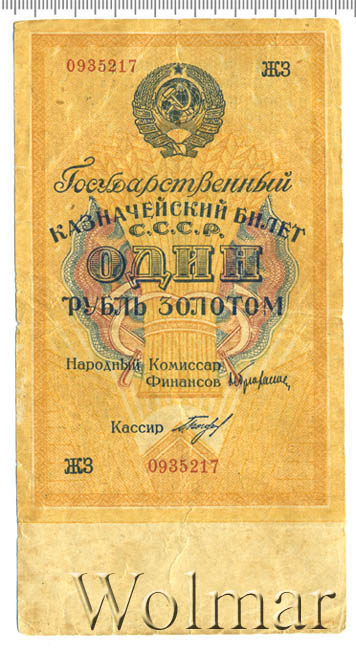 0935217 ЖЗ
Государственный
КАЗНАЧЕЙСКИЙ БИЛЕТ
С.С.С.Р.
ОДИН
РУБЛЬ ЗОЛОТОМ
Народный Комиссар
Финансов
Кассир
ЖЗ 0935217
Wolmar